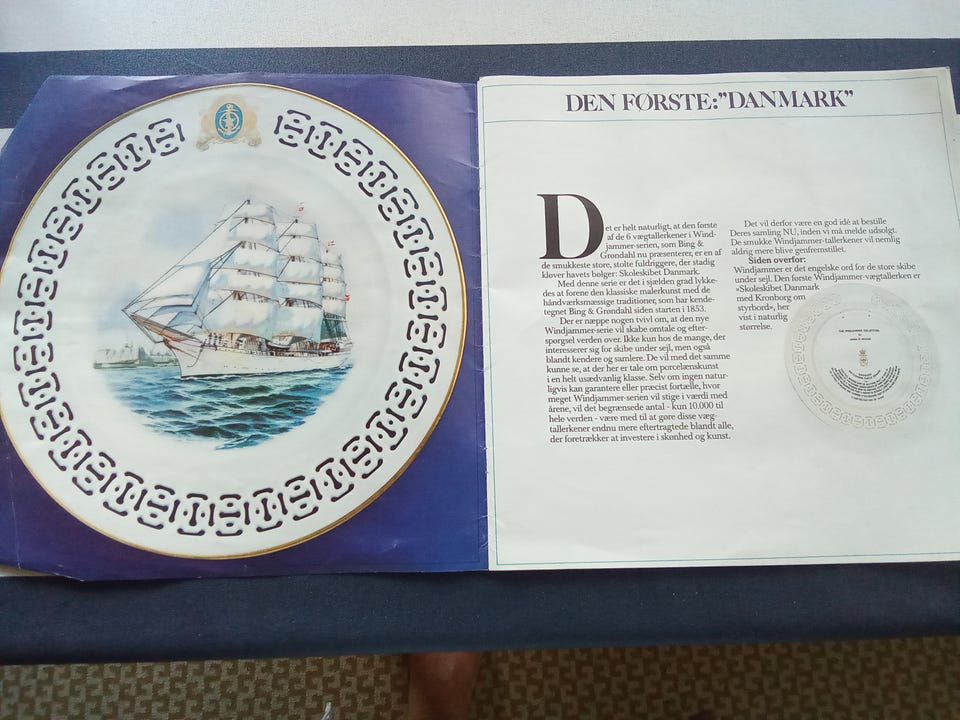 DEN FØRSTE:"DANMARK"
Det er helt naturligt, at den første
af de 6 vægtallerkener i Wind-
jammer-serien, som Bing &
Grøndahl nu præsenterer, er en af
de smukkeste store, stolte fuldriggere, der stadig
kløver havets bølger: Skoleskibet Danmark.
Med denne serie er det i sjælden grad lykke-
des at forene den klassiske malerkunst med de
håndværksmæssige traditioner, som har kende-
tegnet Bing & Grøndahl siden starten i 1853.
Der er næppe nogen tvivl om, at den nye
Windjammer-serie vil skabe omtale og efter-
spørgsel verden over. Ikke kun hos de mange, der
interesserer sig for skibe under sejl, men også
blandt kendere og samlere. De vil med det samme
kunne se, at her er tale om porcelænskunst
i en helt usædvanlig klasse. Selv om ingen natur-
ligvis kan garantere eller præcist fortælle, hvor
meget Windjammer-serien vil stige i værdi med
årene, vil det begrænsede antal - kun 10.000 til
hele verden - være med til at gøre disse væg-
tallerkener endnu mere eftertragtede blandt alle,
der foretrækker at investere i skønhed og kunst.
Det vil derfor være en god idé at bestille
Deres samling NU, inden vi må melde udsolgt.
De smukke Windjammer-tallerkener vil nemlig
aldrig mere blive genfremstillet.
Siden overfor:
Windjammer er det engelske ord for de store skibe
under sejl. Den første Windjammer-vægtallerken er
»Skoleskibet Danmark
med Kronborg om
styrbord», her
vist i naturlig
størrelse.
THE WINDJAMMER COLLECTION